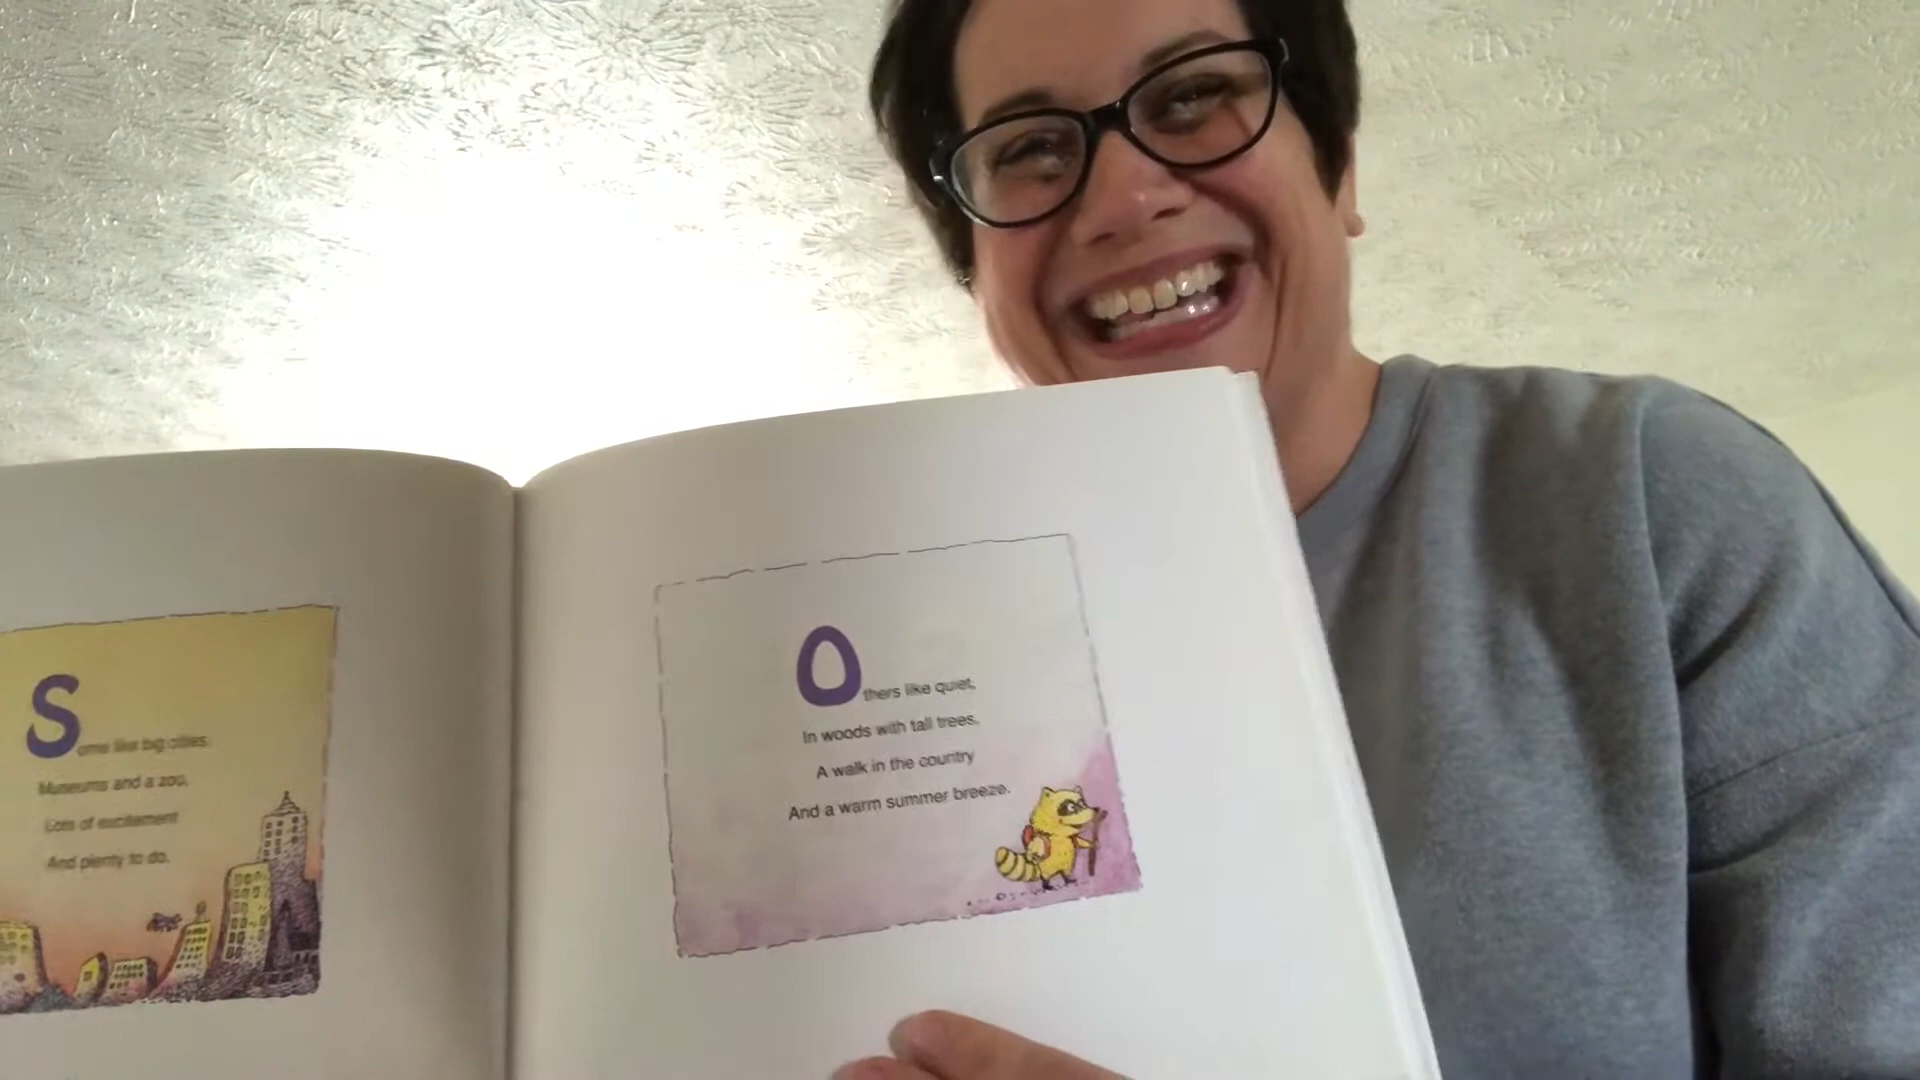 Some like big cities,
Museums and a zoo,
Lots of excitement
And plenty to do.
Others like quiet,
In woods with tall trees,
A walk in the country
And a warm summer breeze.